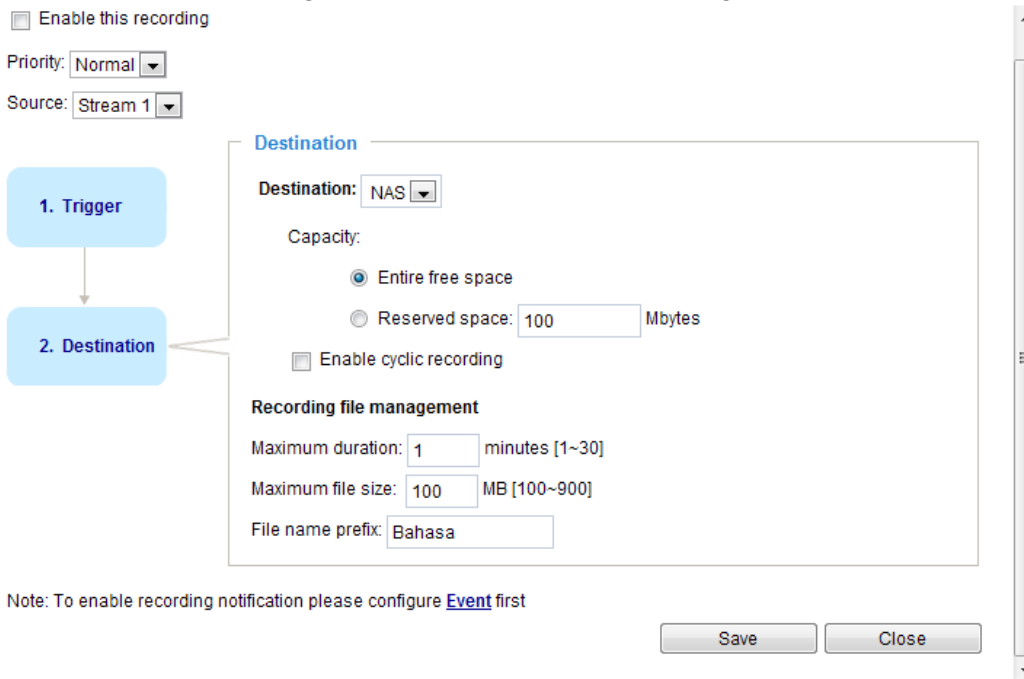 Enable this recording
Priority: Normal
Source: Stream 1
Destination
1. Trigger
2. Destination
Destination: NAS
Capacity:
Entire free space
Reserved space: 100 Mbytes
Enable cyclic recording
Recording file management
Maximum duration: 1 minutes [1~30]
Maximum file size: 100 MB [100~900]
File name prefix: Bahasa
Note: To enable recording notification please configure Event first
Save Close